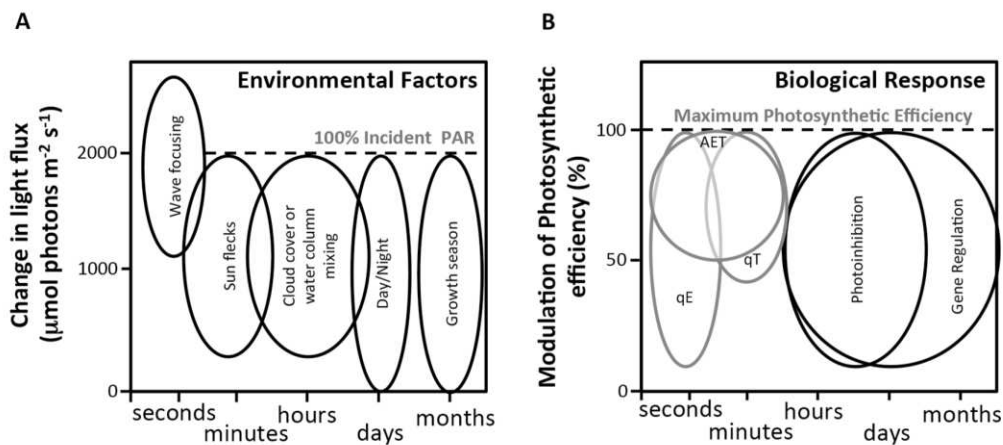 A
Change in light flux
(μmol photons m⁻² s⁻¹)
2000
1000
0
Environmental Factors
100% Incident PAR
Wave focusing
Sun flecks
Cloud cover or
water column
mixing
Day/Night
Growth season
seconds
minutes
hours
days
months
B
Modulation of Photosynthetic
efficiency (%)
100
50
0
Biological Response
Maximum Photosynthetic Efficiency
AET
qT
qE
Photoinhibition
Gene Regulation
seconds
minutes
hours
days
months